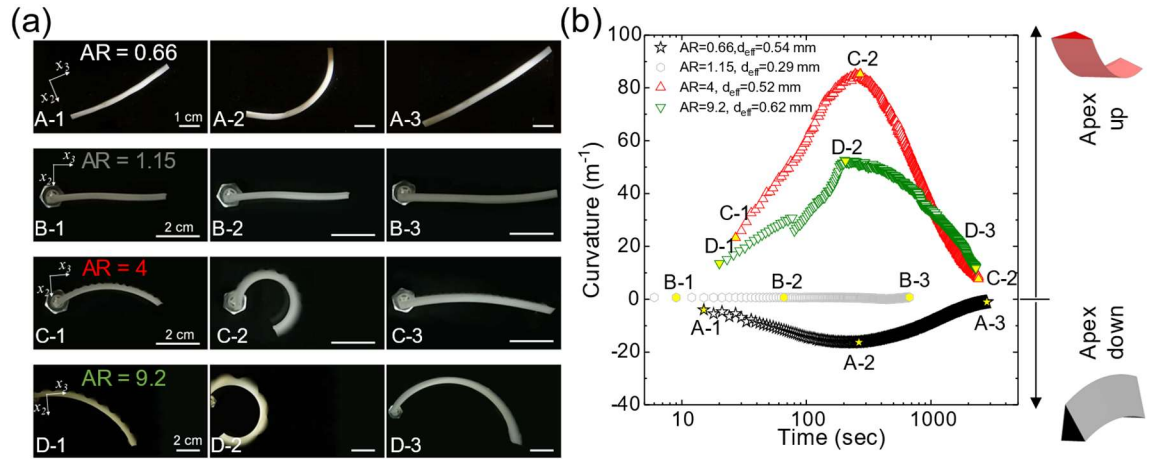 (a)
AR = 0.66
x3
x2
A-1
1 cm
A-2
A-3
AR = 1.15
x3
x2
B-1
2 cm
B-2
B-3
AR = 4
x3
x2
C-1
2 cm
C-2
C-3
AR = 9.2
x3
x2
D-1
2 cm
D-2
D-3
(b)
100
80
60
40
20
0
-20
-40
Curvature (m⁻¹)
AR=0.66,deff=0.54 mm
AR=1.15, deff=0.29 mm
AR=4, deff=0.52 mm
AR=9.2, deff=0.62 mm
C-2
D-2
C-1
D-1
D-3
B-1
B-2
B-3
C-2
A-1
A-2
A-3
10
100
1000
Time (sec)
Apex
up
Apex
down